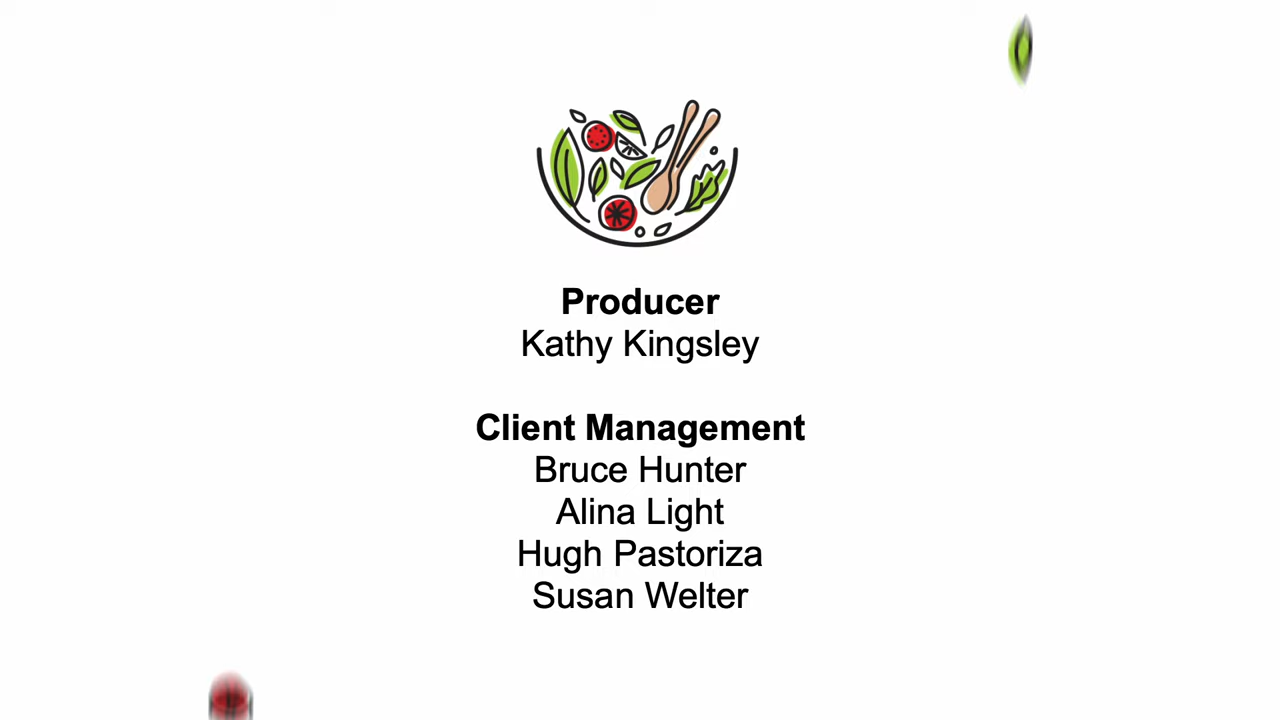 Producer
Kathy Kingsley
Client Management
Bruce Hunter
Alina Light
Hugh Pastoriza
Susan Welter